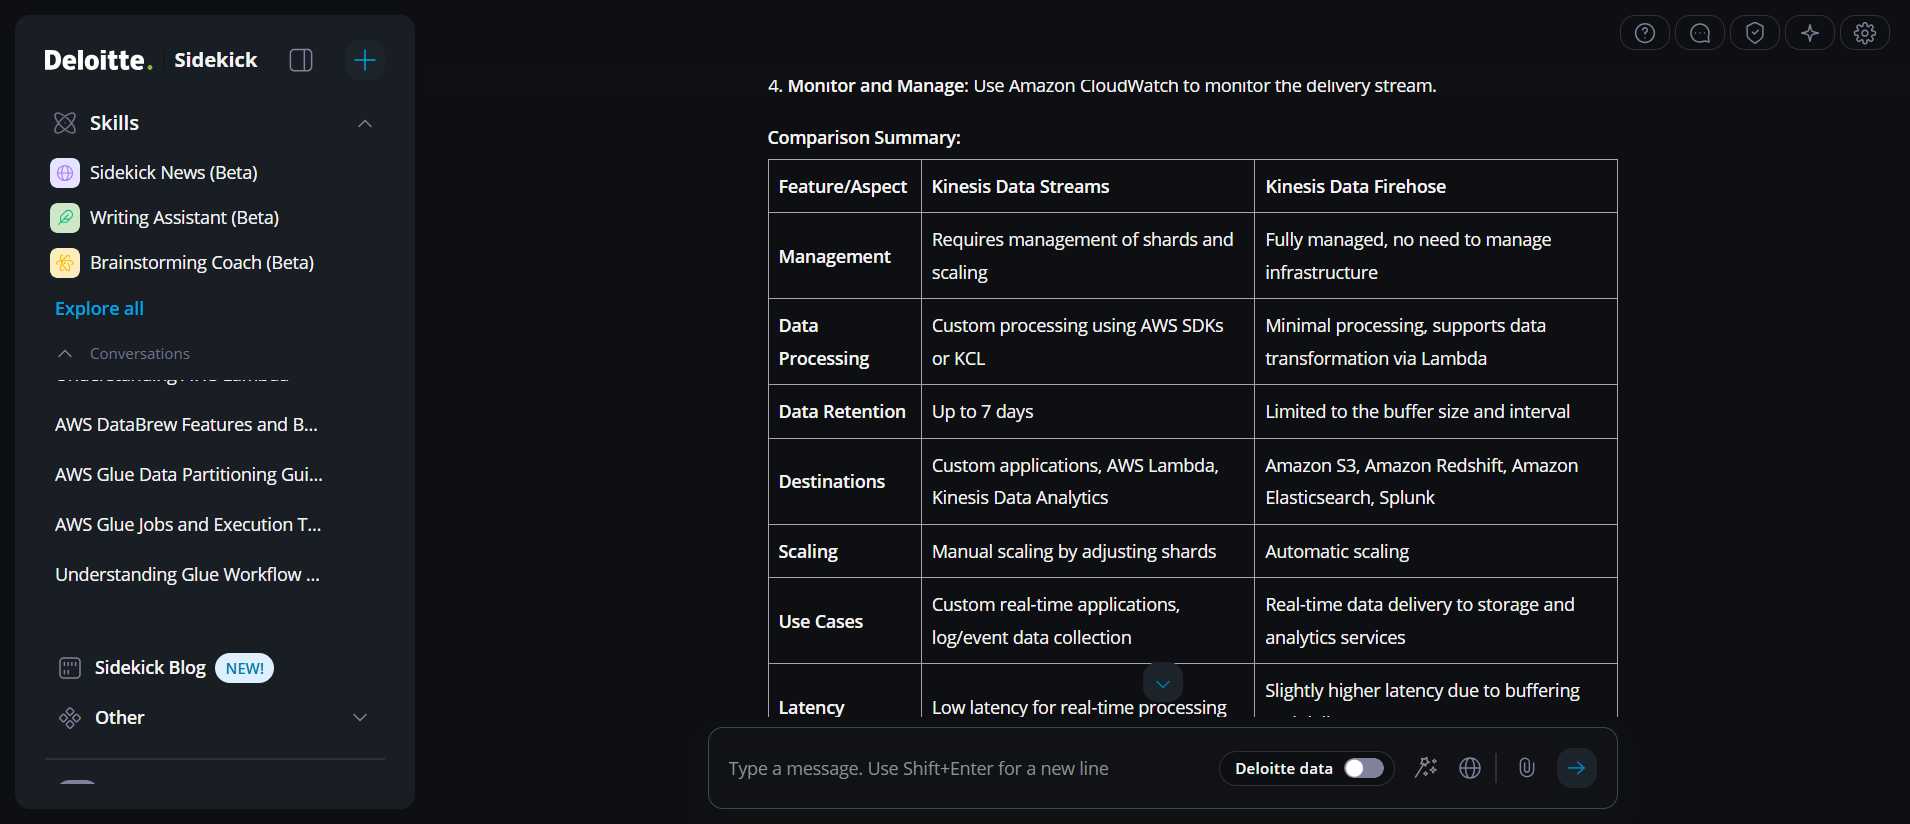 Deloitte.
Sidekick
Skills
Sidekick News (Beta)
Writing Assistant (Beta)
Brainstorming Coach (Beta)
Explore all
Conversations
AWS DataBrew Features and B...
AWS Glue Data Partitioning Gui...
AWS Glue Jobs and Execution T...
Understanding Glue Workflow ...
Sidekick Blog NEW!
Other
4. Monitor and Manage: Use Amazon CloudWatch to monitor the delivery stream.
Comparison Summary:
Feature/Aspect
Kinesis Data Streams
Kinesis Data Firehose
Management
Requires management of shards and
scaling
Fully managed, no need to manage
infrastructure
Data
Processing
Custom processing using AWS SDKs
or KCL
Minimal processing, supports data
transformation via Lambda
Data Retention
Up to 7 days
Limited to the buffer size and interval
Destinations
Custom applications, AWS Lambda,
Kinesis Data Analytics
Amazon S3, Amazon Redshift, Amazon
Elasticsearch, Splunk
Scaling
Manual scaling by adjusting shards
Automatic scaling
Use Cases
Custom real-time applications,
log/event data collection
Real-time data delivery to storage and
analytics services
Latency
Low latency for real-time processing
Slightly higher latency due to buffering
Type a message. Use Shift+Enter for a new line
Deloitte data